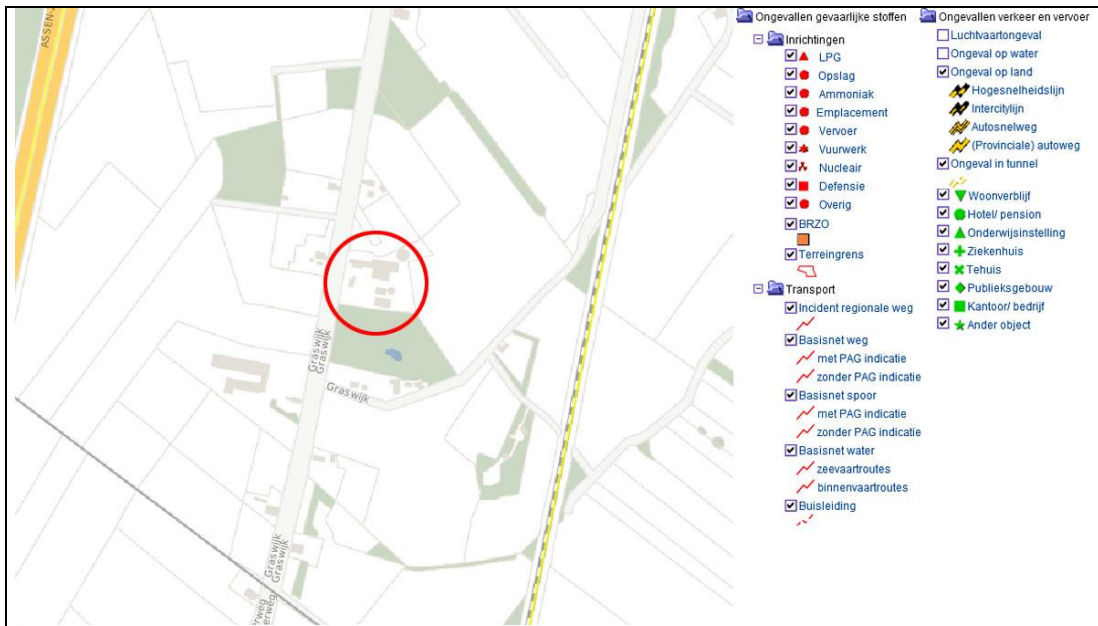 ASSEN
Graswijk
Graswijk
Graswijk
Graswijk
Graswijk
erweg
erweg
Ongevallen gevaarlijke stoffen
Inrichtingen
LPG
Opslag
Ammoniak
Emplacement
Vervoer
Vuurwerk
Nucleair
Defensie
Overig
BRZO
Terreingrens
Transport
Incident regionale weg
Basisnet weg
met PAG indicatie
zonder PAG indicatie
Basisnet spoor
met PAG indicatie
zonder PAG indicatie
Basisnet water
zeevaartroutes
binnenvaartroutes
Buisleiding
Ongevallen verkeer en vervoer
Luchtvaartongeval
Ongeval op water
Ongeval op land
Hogesnelheidslijn
Intercitylijn
Autosnelweg
(Provinciale) autoweg
Ongeval in tunnel
Woonverblijf
Hotel/ pension
Onderwijsinstelling
Ziekenhuis
Tehuis
Publieksgebouw
Kantoor/ bedrijf
Ander object